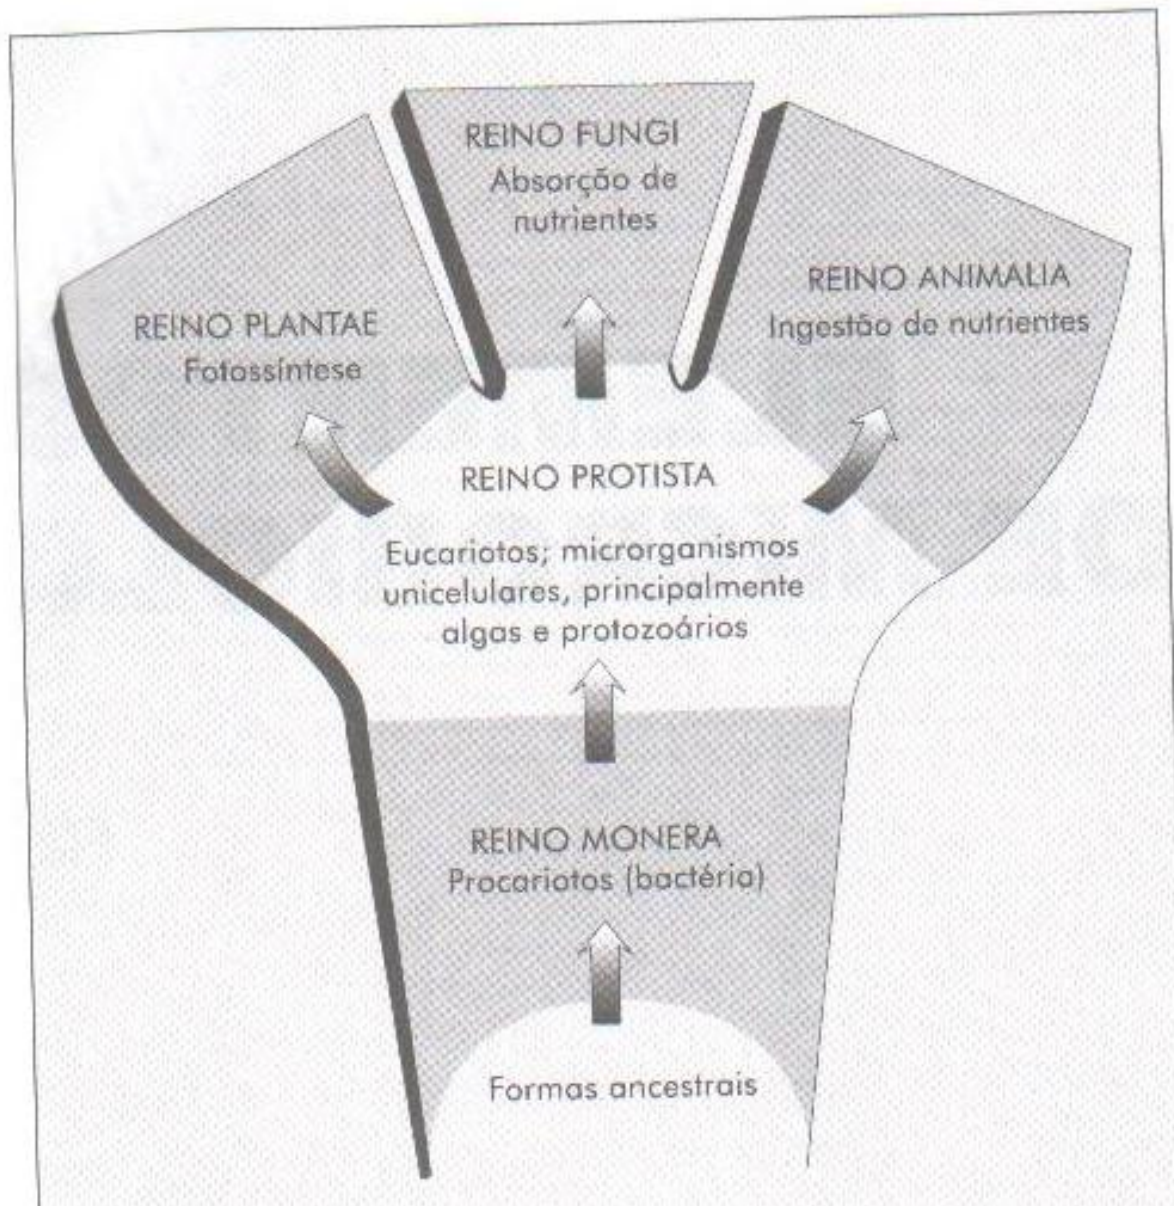 REINO FUNGI
Absorção de
nutrientes
REINO ANIMALIA
Ingestão de nutrientes
REINO PLANTAE
Fotossíntese
REINO PROTISTA
Eucariotos; microrganismos
unicelulares, principalmente
algas e protozoários
REINO MONERA
Procariotos (bactéria)
Formas ancestrais